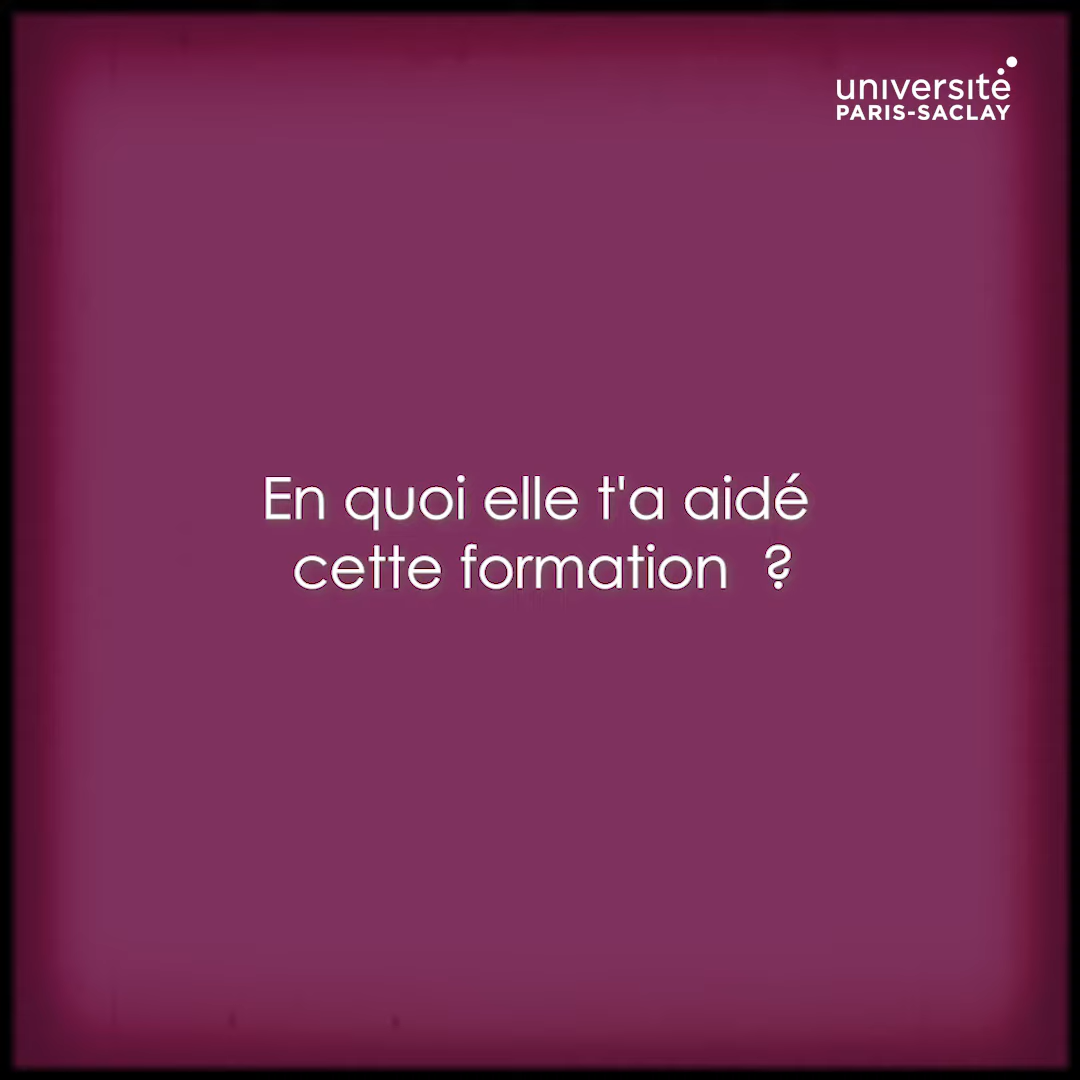 université
PARIS-SACLAY
En quoi elle t'a aidé
cette formation  ?